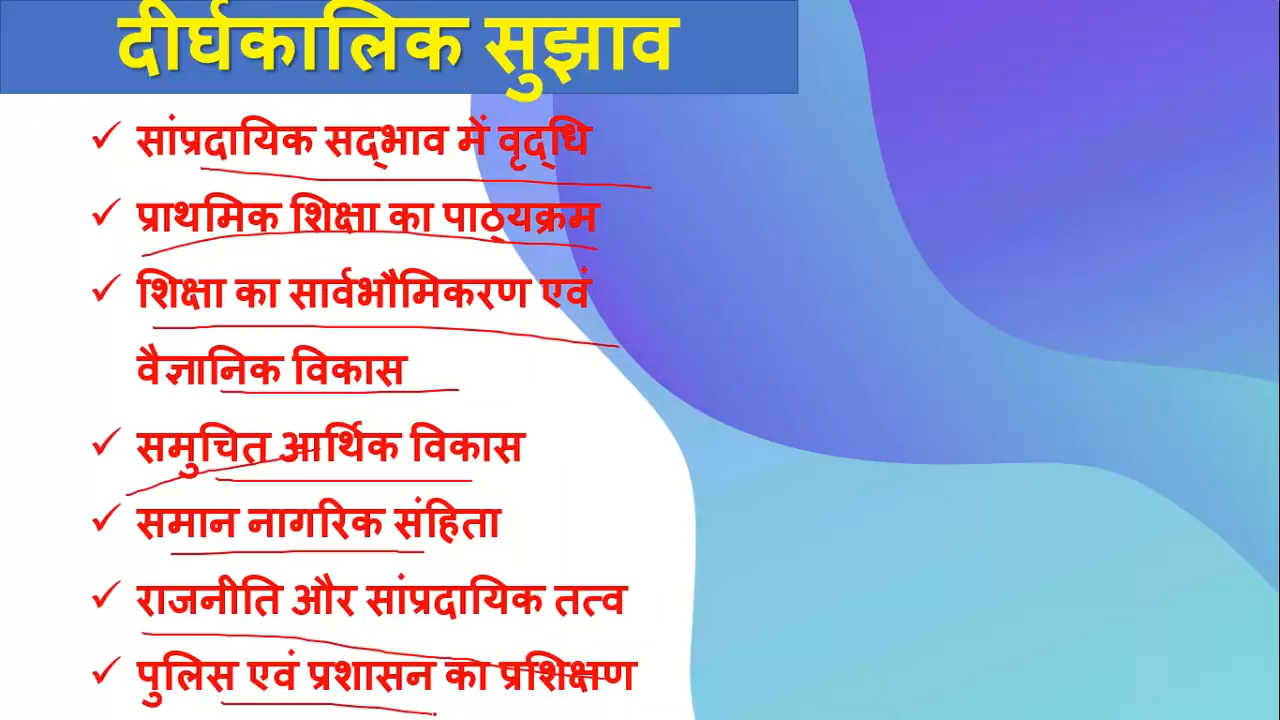 दीर्घकालिक सुझाव
✓ सांप्रदायिक सद्भाव में वृद्धि
✓ प्राथमिक शिक्षा का पाठ्यक्रम
✓ शिक्षा का सार्वभौमिकरण एवं
वैज्ञानिक विकास
✓ समुचित आर्थिक विकास
✓ समान नागरिक संहिता
✓ राजनीति और सांप्रदायिक तत्व
✓ पुलिस एवं प्रशासन का प्रशिक्षण